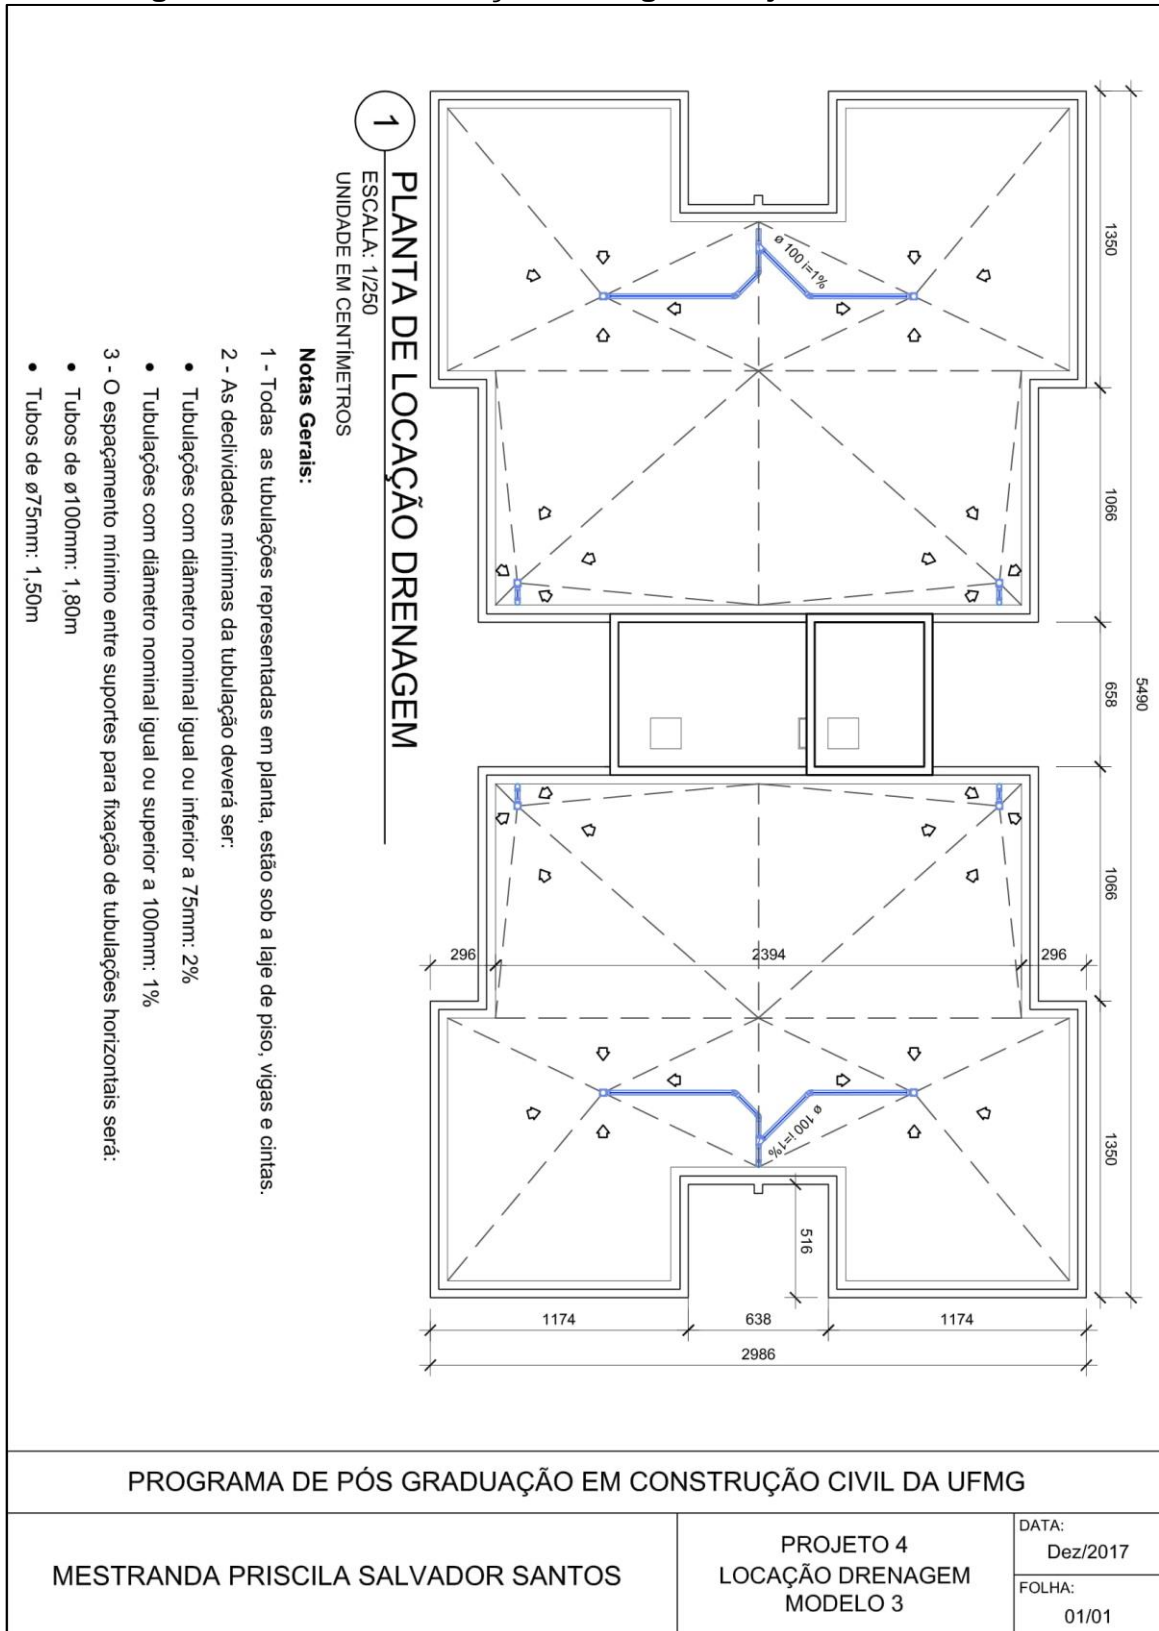 1
PLANTA DE LOCAÇÃO DRENAGEM
ESCALA: 1/250
UNIDADE EM CENTÍMETROS
Notas Gerais:
1 - Todas as tubulações representadas em planta, estão sob a laje de piso, vigas e cintas.
2 - As declividades mínimas da tubulação deverá ser:
• Tubulações com diâmetro nominal igual ou inferior a 75mm: 2%
• Tubulações com diâmetro nominal igual ou superior a 100mm: 1%
3 - O espaçamento mínimo entre suportes para fixação de tubulações horizontais será:
• Tubos de ø100mm: 1,80m
• Tubos de ø75mm: 1,50m
5490
1350
1066
658
1066
1350
ø 100 i=1%
ø 100 i=1%
296
2394
296
516
1174
638
1174
2986
PROGRAMA DE PÓS GRADUAÇÃO EM CONSTRUÇÃO CIVIL DA UFMG
MESTRANDA PRISCILA SALVADOR SANTOS
PROJETO 4
LOCAÇÃO DRENAGEM
MODELO 3
DATA:
Dez/2017
FOLHA:
01/01